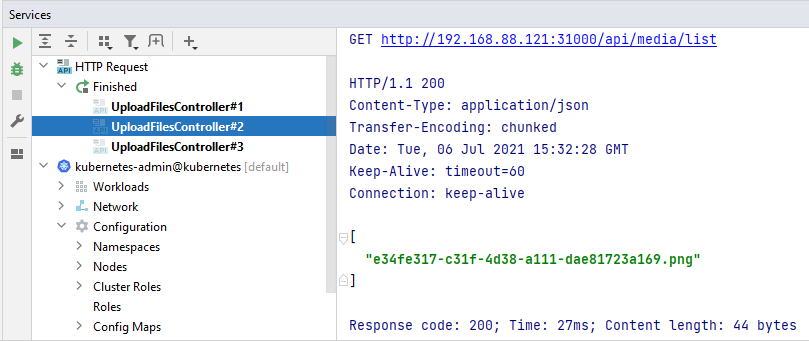 Services
HTTP Request
Finished
UploadFilesController#1
UploadFilesController#2
UploadFilesController#3
kubernetes-admin@kubernetes [default]
Workloads
Network
Configuration
Namespaces
Nodes
Cluster Roles
Roles
Config Maps
GET http://192.168.88.121:31000/api/media/list
HTTP/1.1 200
Content-Type: application/json
Transfer-Encoding: chunked
Date: Tue, 06 Jul 2021 15:32:28 GMT
Keep-Alive: timeout=60
Connection: keep-alive
[
"e34fe317-c31f-4d38-a111-dae81723a169.png"
]
Response code: 200; Time: 27ms; Content length: 44 bytes